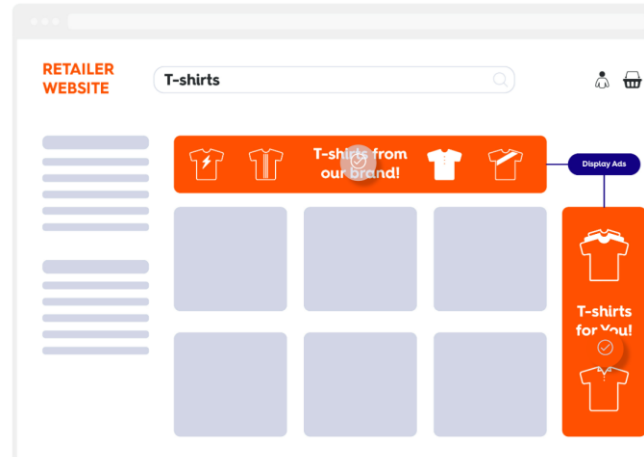 RETAILER
WEBSITE
T-shirts
T-shirts from
our brand!
Display Ads
T-shirts
for You!